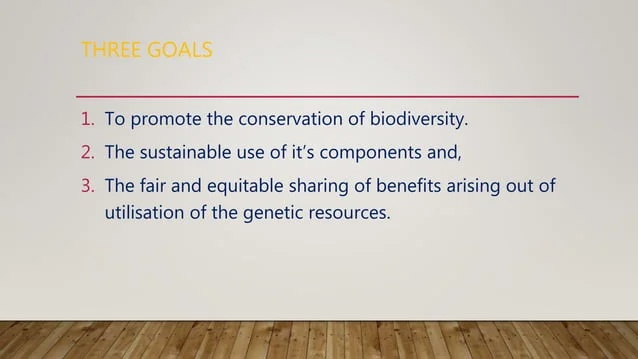 THREE GOALS
1. To promote the conservation of biodiversity.
2. The sustainable use of it's components and,
3. The fair and equitable sharing of benefits arising out of
utilisation of the genetic resources.